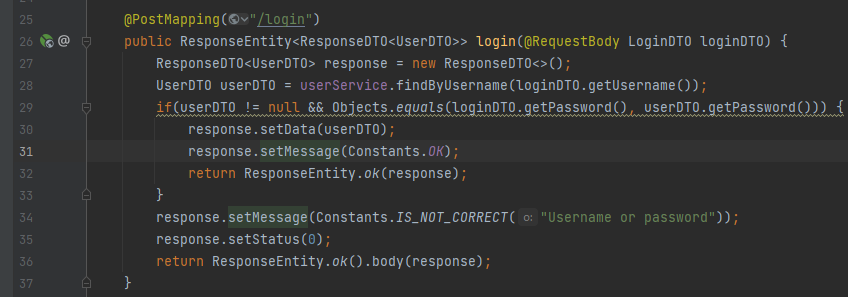 25 @PostMapping("/login")
26 public ResponseEntity<ResponseDTO<UserDTO>> login(@RequestBody LoginDTO loginDTO) {
27 ResponseDTO<UserDTO> response = new ResponseDTO<>();
28 UserDTO userDTO = userService.findByUsername(loginDTO.getUsername());
29 if(userDTO != null && Objects.equals(loginDTO.getPassword(), userDTO.getPassword())) {
30 response.setData(userDTO);
31 response.setMessage(Constants.OK);
32 return ResponseEntity.ok(response);
33 }
34 response.setMessage(Constants.IS_NOT_CORRECT( o: "Username or password"));
35 response.setStatus(0);
36 return ResponseEntity.ok().body(response);
37 }